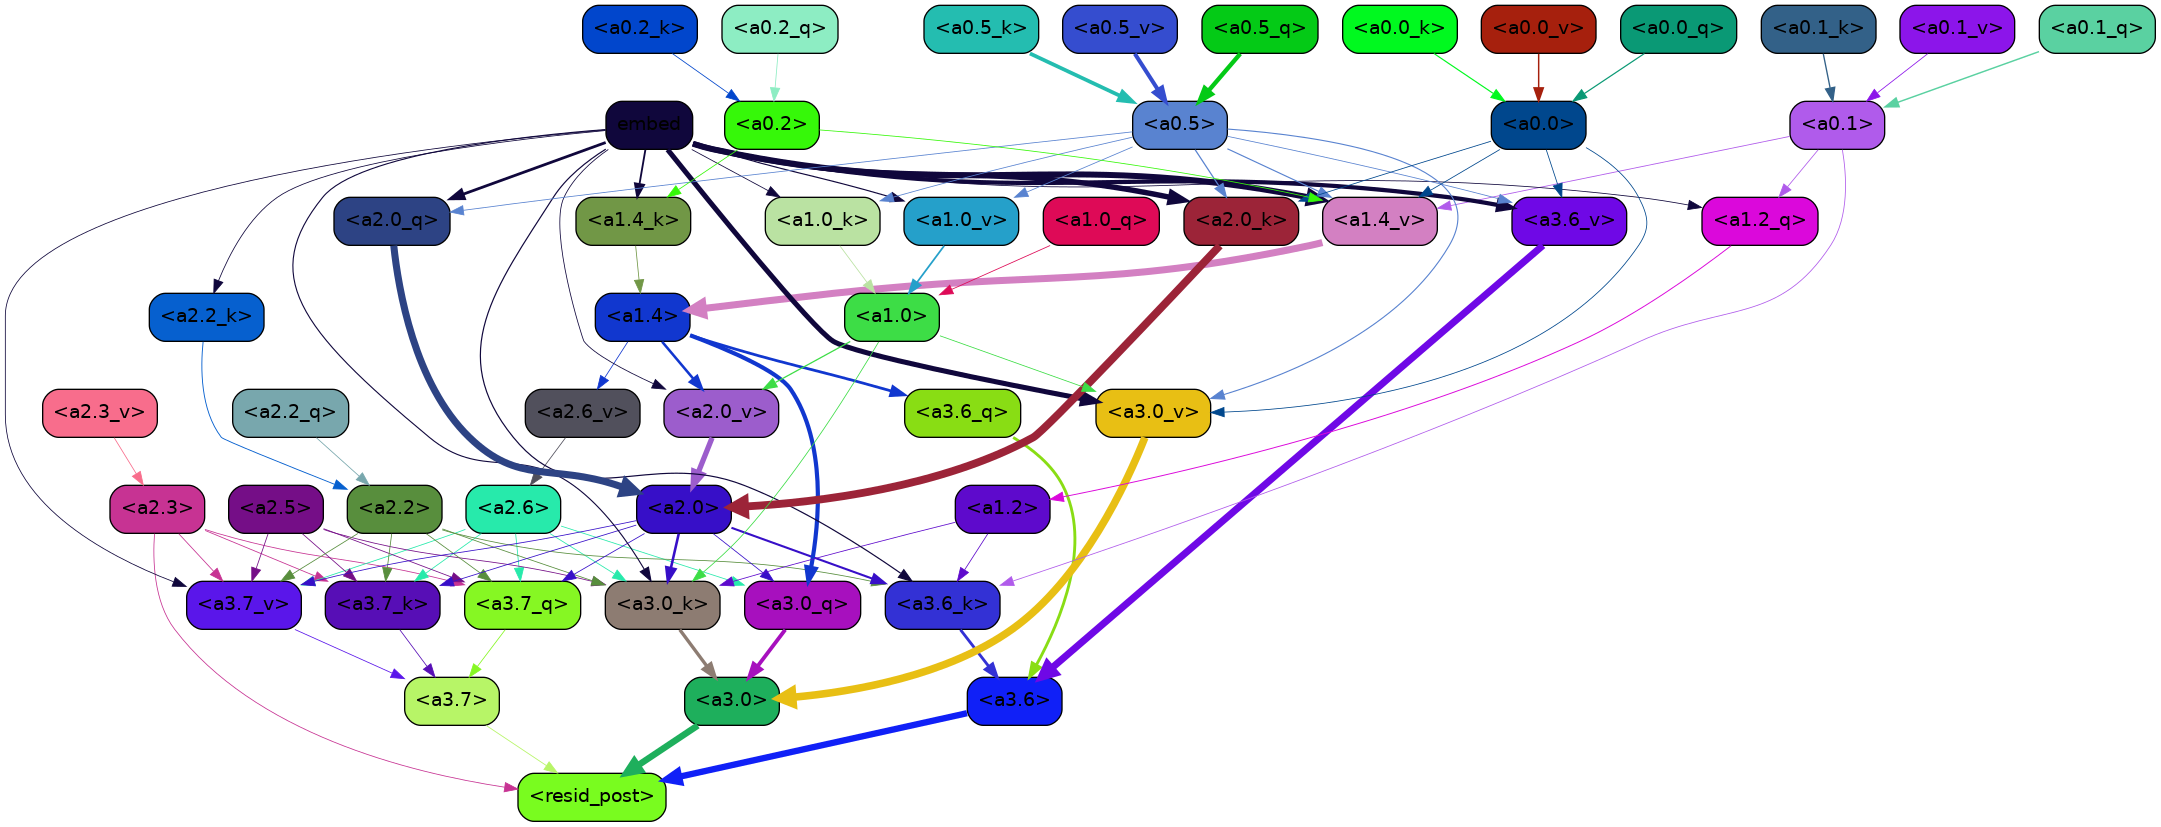 <a0.2_k> <a0.2_q> <a0.5_k> <a0.5_v> <a0.5_q> <a0.0_k> <a0.0_v> <a0.0_q> <a0.1_k> <a0.1_v> <a0.1_q>
embed <a0.2> <a0.5> <a0.0> <a0.1>
<a2.0_q> <a1.4_k> <a1.0_k> <a1.0_v> <a1.0_q> <a2.0_k> <a1.4_v> <a3.6_v> <a1.2_q>
<a2.2_k> <a1.4> <a1.0>
<a2.3_v> <a2.2_q> <a2.6_v> <a2.0_v> <a3.6_q> <a3.0_v>
<a2.3> <a2.5> <a2.2> <a2.6> <a2.0> <a1.2>
<a3.7_v> <a3.7_k> <a3.7_q> <a3.0_k> <a3.0_q> <a3.6_k>
<a3.7> <a3.0> <a3.6>
<resid_post>